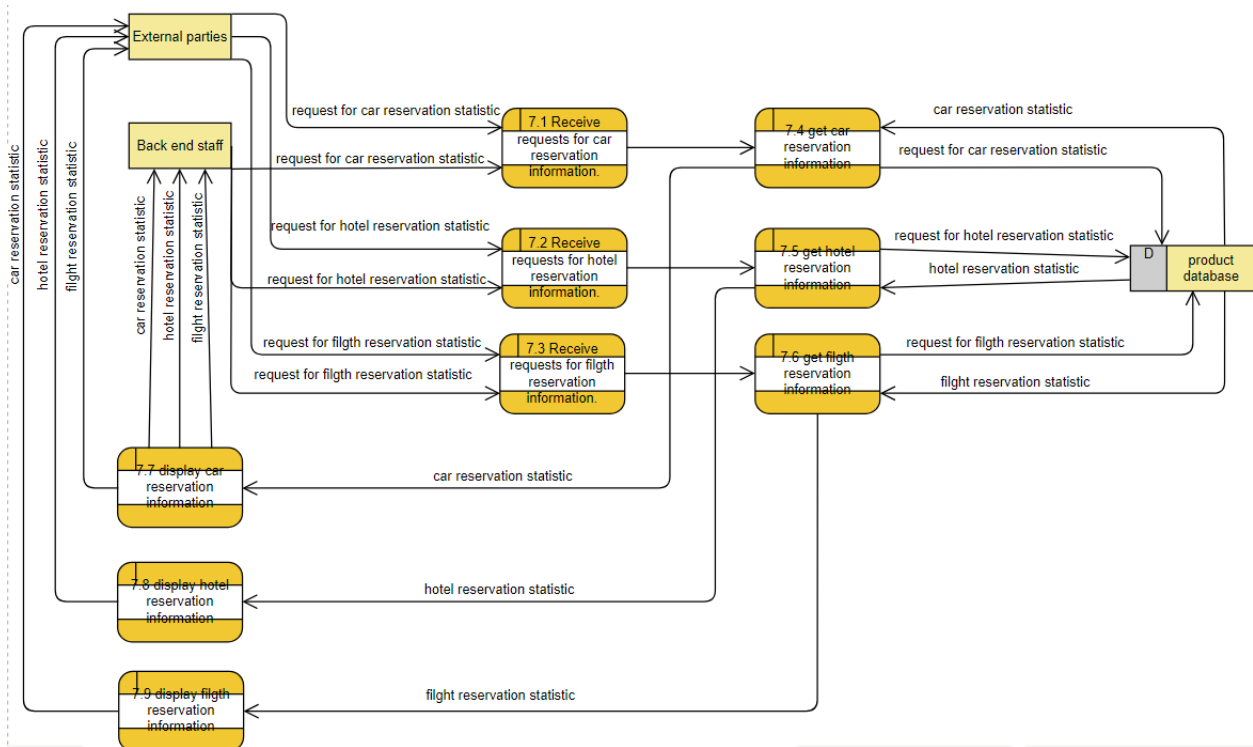 External parties
request for car reservation statistic
7.1 Receive
requests for car
reservation
information.
7.4 get car
reservation
information
car reservation statistic
request for car reservation statistic
Back end staff
request for car reservation statistic
request for hotel reservation statistic
7.2 Receive
requests for hotel
reservation
information.
request for hotel reservation statistic
7.5 get hotel
reservation
information
request for hotel reservation statistic
hotel reservation statistic
D
product
database
request for filgth reservation statistic
request for filgth reservation statistic
7.3 Receive
requests for filgth
reservation
information.
7.6 get filgth
reservation
information
request for filgth reservation statistic
filght reservation statistic
car reservation statistic
hotel reservation statistic
filght reservation statistic
car reservation statistic
hotel reservation statistic
filght reservation statistic
7.7 display car
reservation
information
car reservation statistic
7.8 display hotel
reservation
information
hotel reservation statistic
7.9 display filgth
reservation
information
filght reservation statistic